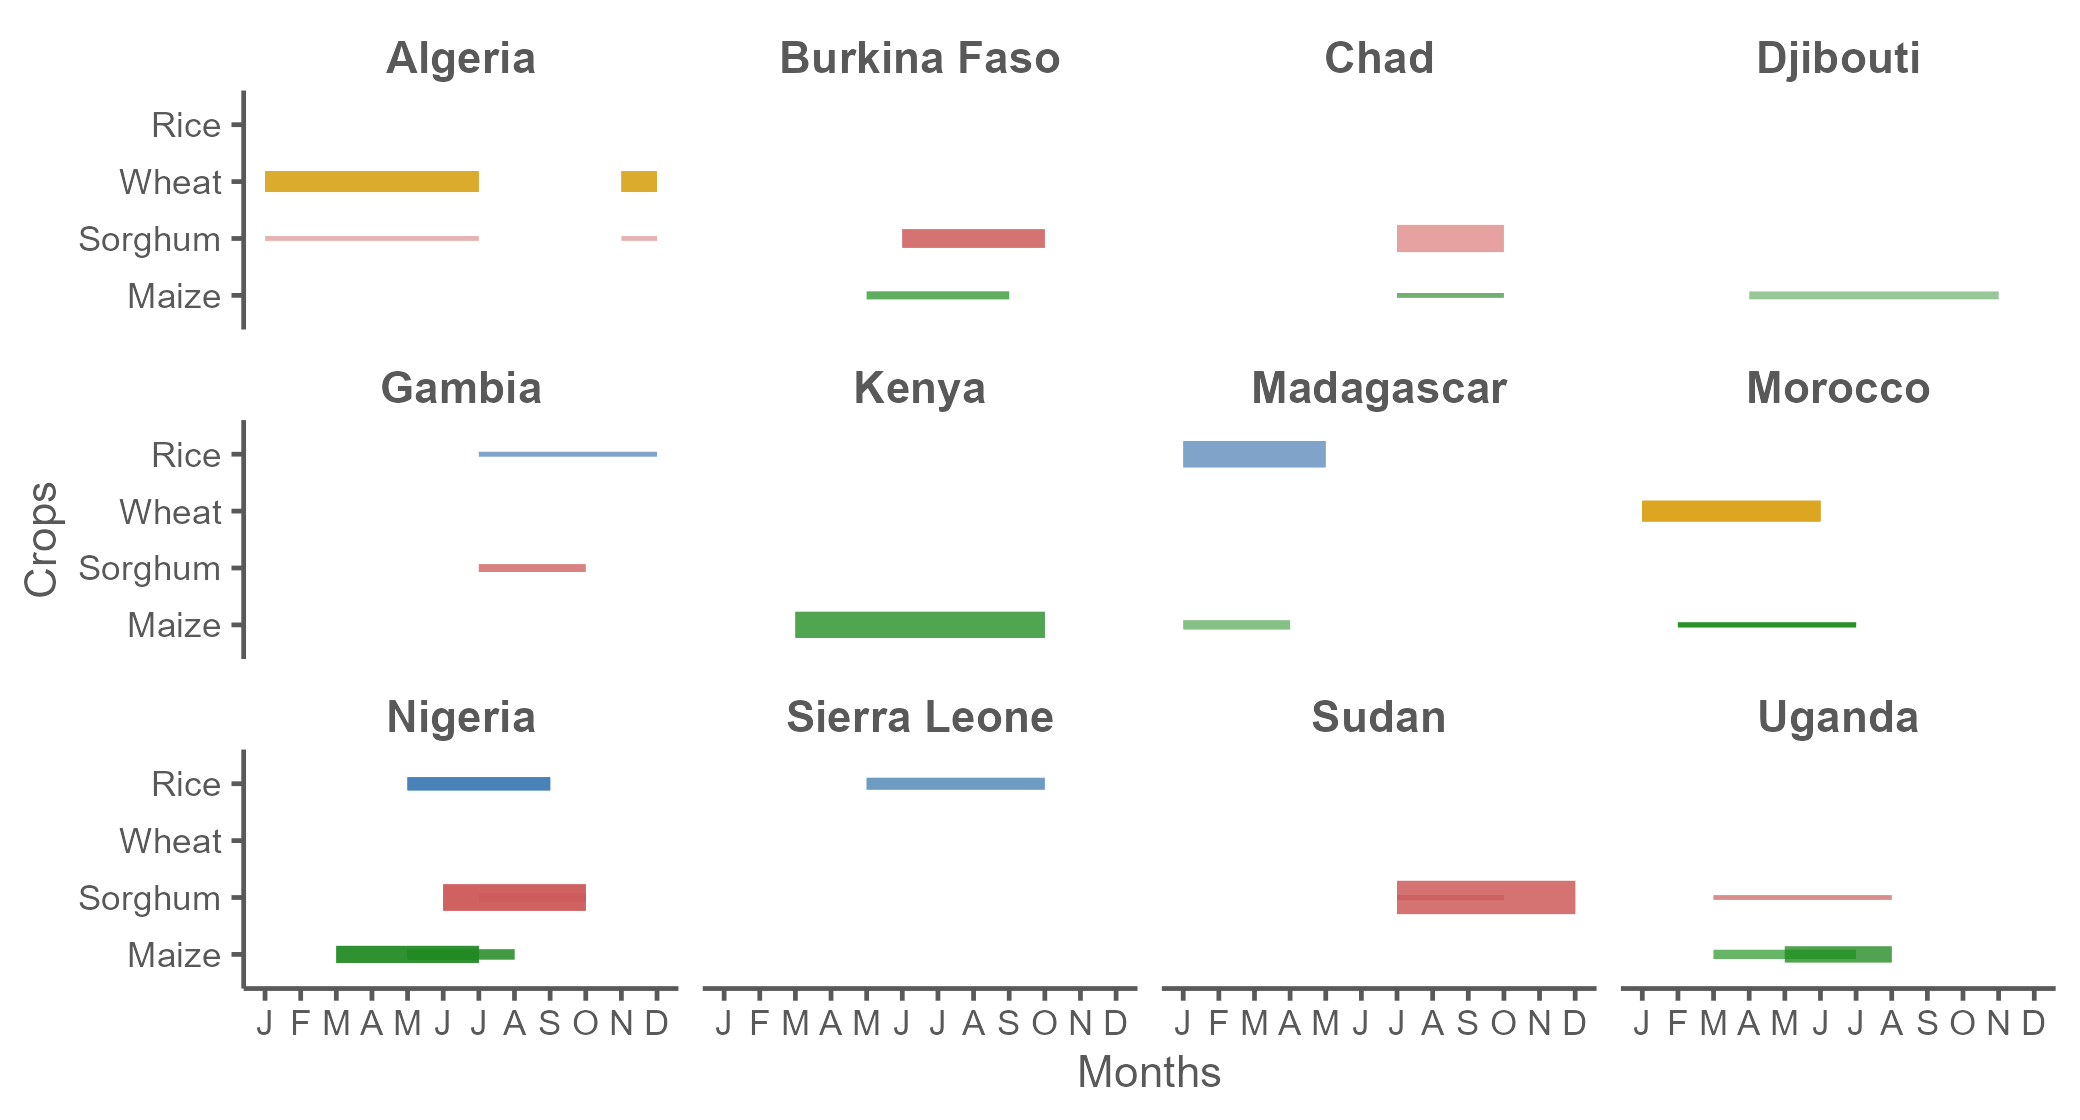 Algeria Burkina Faso Chad Djibouti
Rice
Wheat
Sorghum
Maize
Gambia Kenya Madagascar Morocco
Rice
Wheat
Sorghum
Maize
Crops
Nigeria Sierra Leone Sudan Uganda
Rice
Wheat
Sorghum
Maize
J F M A M J J A S O N D J F M A M J J A S O N D J F M A M J J A S O N D J F M A M J J A S O N D
Months